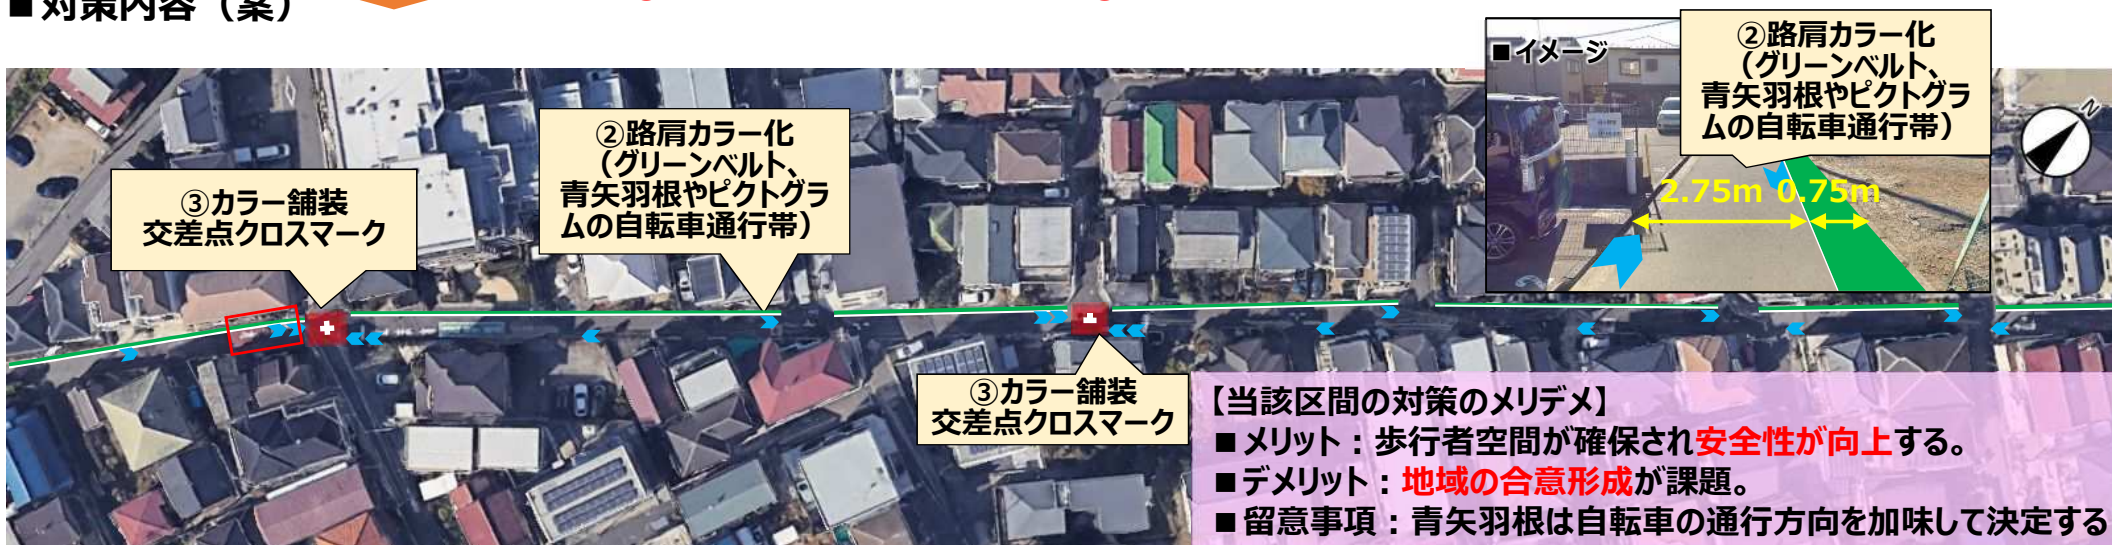 ■対策内容（案）
■イメージ
②路肩カラー化
（グリーンベルト、
青矢羽根やピクトグラ
ムの自転車通行帯）
2.75m 0.75m
N
②路肩カラー化
（グリーンベルト、
青矢羽根やピクトグラ
ムの自転車通行帯）
③カラー舗装
交差点クロスマーク
③カラー舗装
交差点クロスマーク
【当該区間の対策のメリデメ】
■メリット：歩行者空間が確保され安全性が向上する。
■デメリット：地域の合意形成が課題。
■留意事項：青矢羽根は自転車の通行方向を加味して決定する